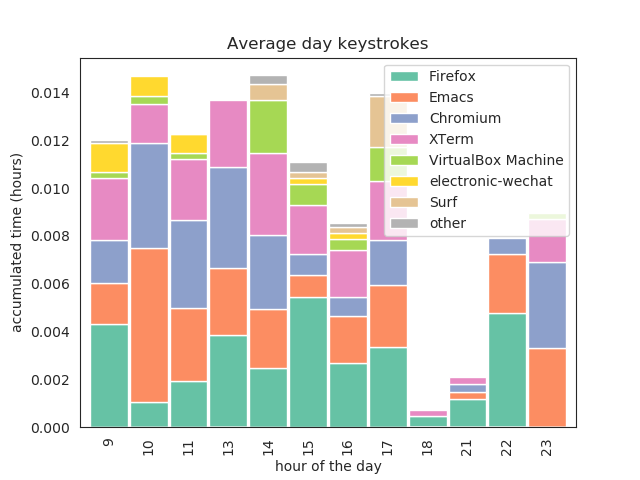 Average day keystrokes
Firefox
Emacs
Chromium
XTerm
VirtualBox Machine
electronic-wechat
Surf
other
accumulated time (hours)
0.014
0.012
0.010
0.008
0.006
0.004
0.002
0.000
9 10 11 13 14 15 16 17 18 21 22 23
hour of the day